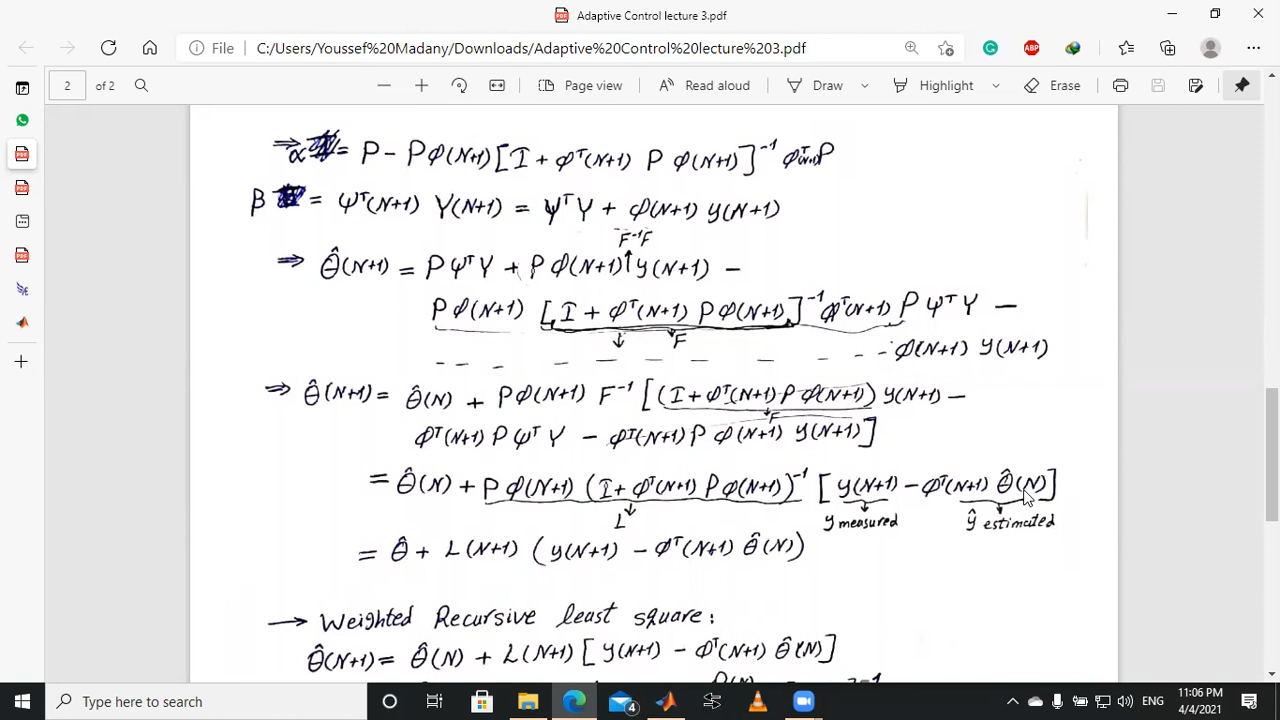 Adaptive Control lecture 3.pdf
File C:/Users/Youssef%20Madany/Downloads/Adaptive%20Control%20lecture%203.pdf
2 of 2 Page view Read aloud Draw Highlight Erase
⇒ α = P - Pφ(N+1)[I + φᵀ(N+1) P φ(N+1)]⁻¹ φᵀ(N+1)P
β = ψᵀ(N+1) Y(N+1) = ψᵀY + φ(N+1) y(N+1)
F⁻¹F
⇒ θ̂(N+1) = PψᵀY + Pφ(N+1) y(N+1) -
Pφ(N+1) [I + φᵀ(N+1) Pφ(N+1)]⁻¹ φᵀ(N+1) PψᵀY -
F
φ(N+1) y(N+1)
⇒ θ̂(N+1) = θ̂(N) + Pφ(N+1) F⁻¹ [(I + φᵀ(N+1) Pφ(N+1)) y(N+1) -
F
φᵀ(N+1) PψᵀY - φᵀ(N+1)P φ(N+1) y(N+1)]
= θ̂(N) + Pφ(N+1) (I + φᵀ(N+1) Pφ(N+1))⁻¹ [y(N+1) - φᵀ(N+1) θ̂(N)]
L y measured ŷ estimated
= θ̂ + L(N+1) (y(N+1) - φᵀ(N+1) θ̂(N))
→ Weighted Recursive least square:
θ̂(N+1) = θ̂(N) + L(N+1) [y(N+1) - φᵀ(N+1) θ̂(N)]
Type here to search
4
ENG
11:06 PM
4/4/2021